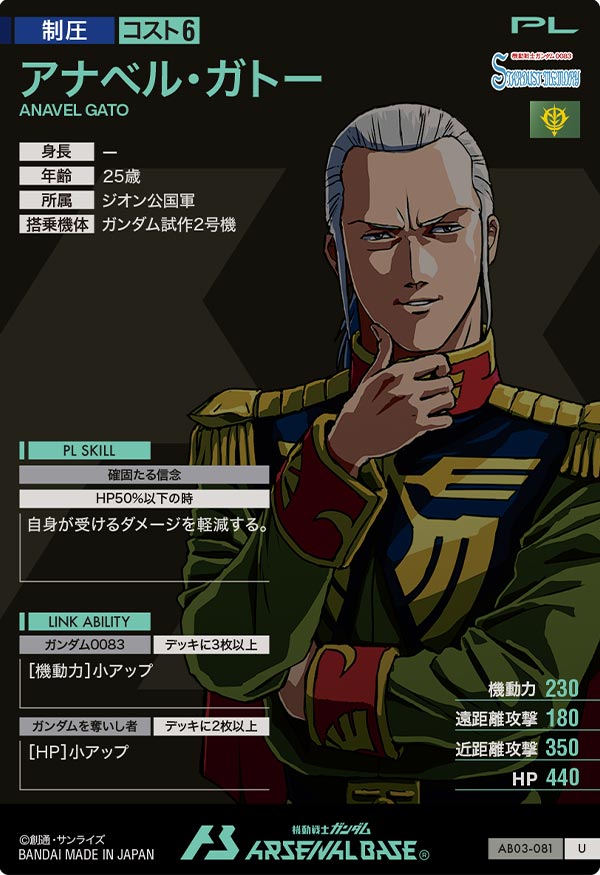 制圧 コスト6 PL
アナベル・ガトー
ANAVEL GATO
機動戦士ガンダム0083
STARDUST MEMORY
身長 ー
年齢 25歳
所属 ジオン公国軍
搭乗機体 ガンダム試作2号機
PL SKILL
確固たる信念
HP50%以下の時
自身が受けるダメージを軽減する。
LINK ABILITY
ガンダム0083 デッキに3枚以上
[機動力]小アップ
ガンダムを奪いし者 デッキに2枚以上
[HP]小アップ
機動力 230
遠距離攻撃 180
近距離攻撃 350
HP 440
©創通・サンライズ
BANDAI MADE IN JAPAN
機動戦士ガンダム
ARSENAL BASE®
AB03-081 U